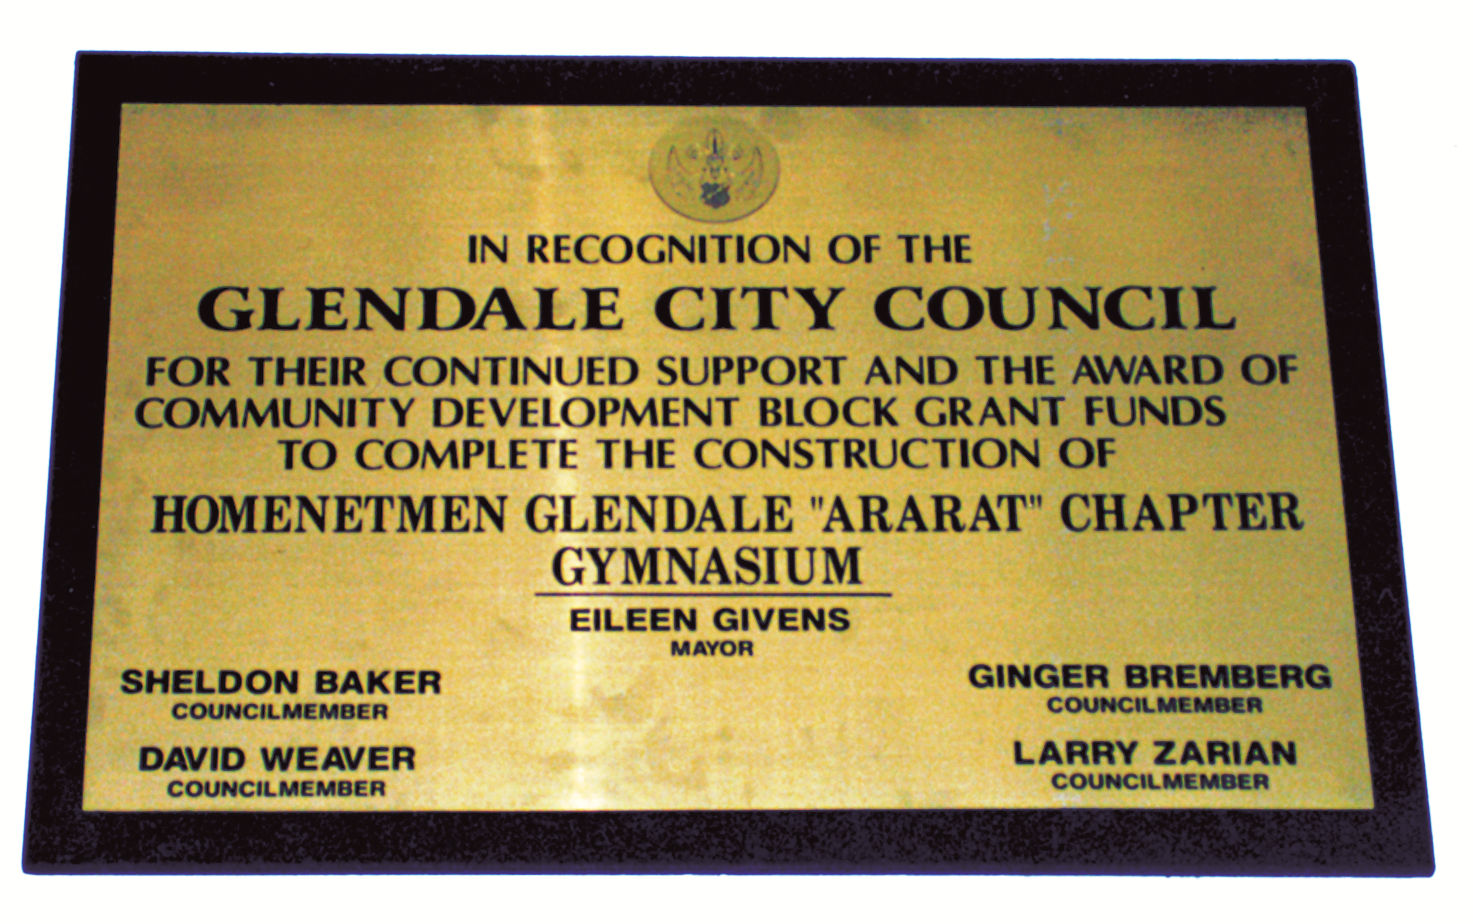 IN RECOGNITION OF THE
GLENDALE CITY COUNCIL
FOR THEIR CONTINUED SUPPORT AND THE AWARD OF
COMMUNITY DEVELOPMENT BLOCK GRANT FUNDS
TO COMPLETE THE CONSTRUCTION OF
HOMENETMEN GLENDALE "ARARAT" CHAPTER
GYMNASIUM
EILEEN GIVENS
MAYOR
SHELDON BAKER
COUNCILMEMBER
DAVID WEAVER
COUNCILMEMBER
GINGER BREMBERG
COUNCILMEMBER
LARRY ZARIAN
COUNCILMEMBER